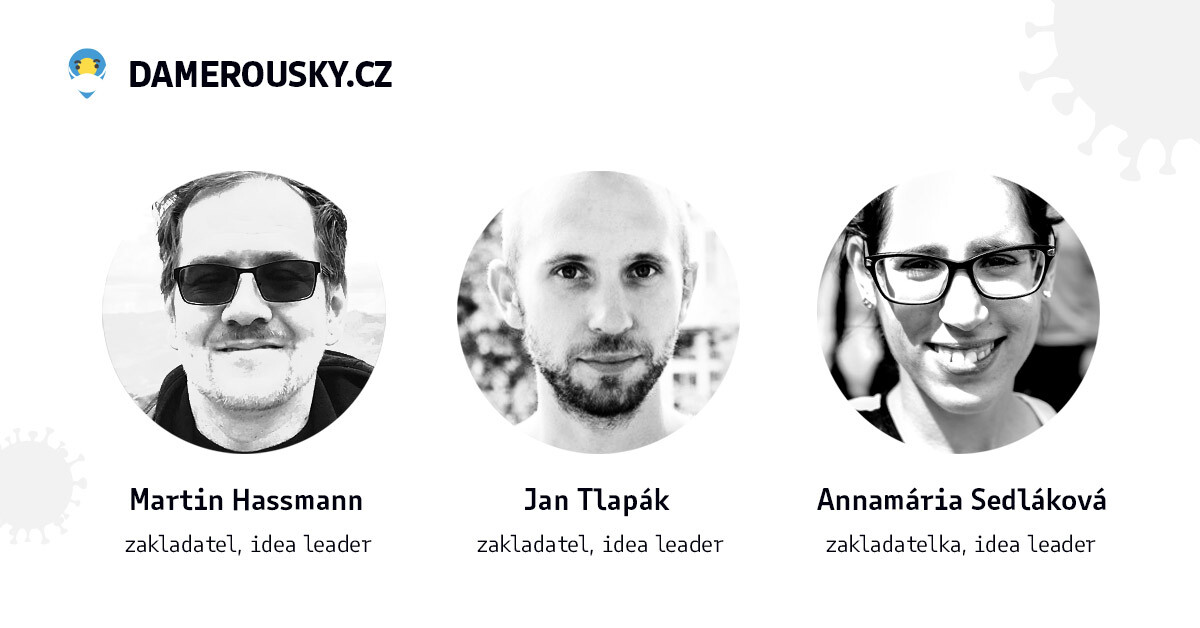 DAMEROUSKY.CZ
Martin Hassmann
zakladatel, idea leader
Jan Tlapák
zakladatel, idea leader
Annamária Sedláková
zakladatelka, idea leader